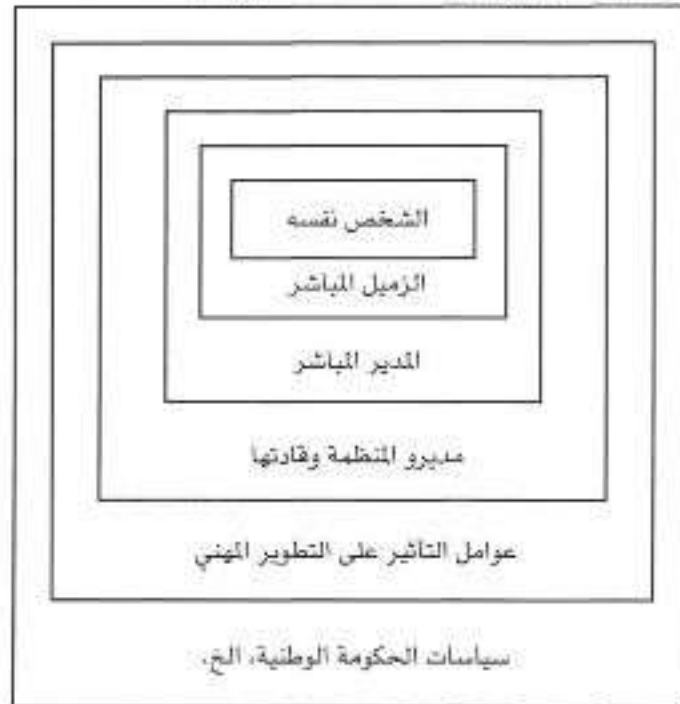 الشخص نفسه
الزميل المباشر
المدير المباشر
مديرو المنظمة وقادتها
عوامل التأثير على التطوير المهني
سياسات الحكومة الوطنية، الخ.